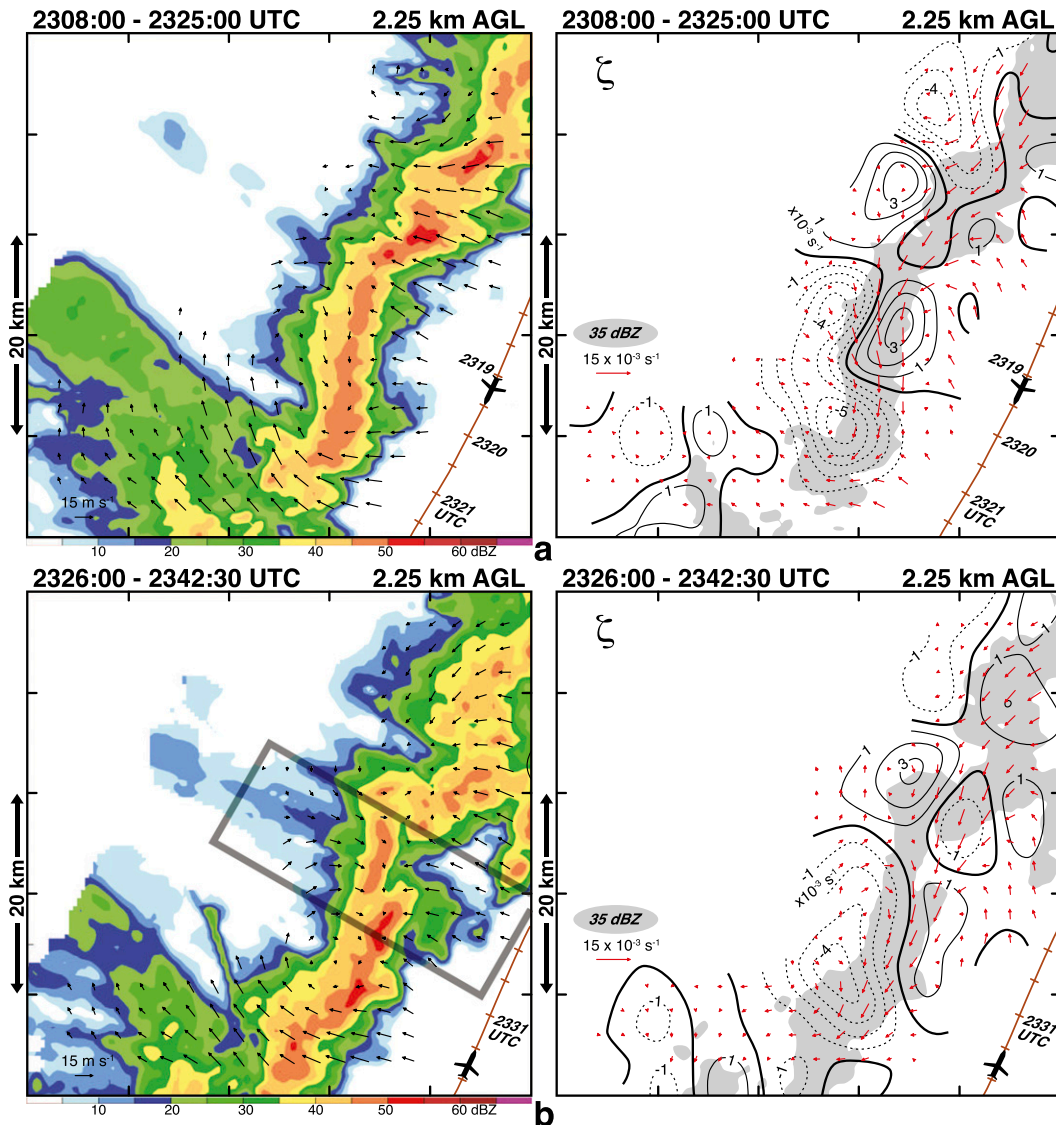 2308:00 - 2325:00 UTC 2.25 km AGL
20 km
2319
2320
2321
UTC
15 m s⁻¹
10 20 30 40 50 60 dBZ
2308:00 - 2325:00 UTC 2.25 km AGL
ζ
-1
-4
1
3
1
x10⁻³ s⁻¹
1
-1
35 dBZ
-4
3
15 x 10⁻³ s⁻¹
1
2319
-1
1
-5
2320
1
2321
UTC
20 km
a
2326:00 - 2342:30 UTC 2.25 km AGL
20 km
2331
UTC
15 m s⁻¹
10 20 30 40 50 60 dBZ
2326:00 - 2342:30 UTC 2.25 km AGL
ζ
1
-1
1
1
3
1
-1
-1
x10⁻³ s⁻¹
1
35 dBZ
-4
15 x 10⁻³ s⁻¹
-1
2331
UTC
-1
1
-1
20 km
b